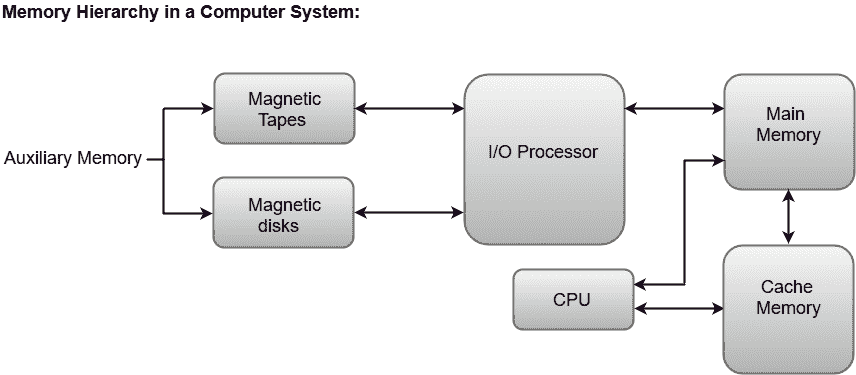 Memory Hierarchy in a Computer System:
Auxiliary Memory
Magnetic
Tapes
Magnetic
disks
I/O Processor
Main
Memory
CPU
Cache
Memory